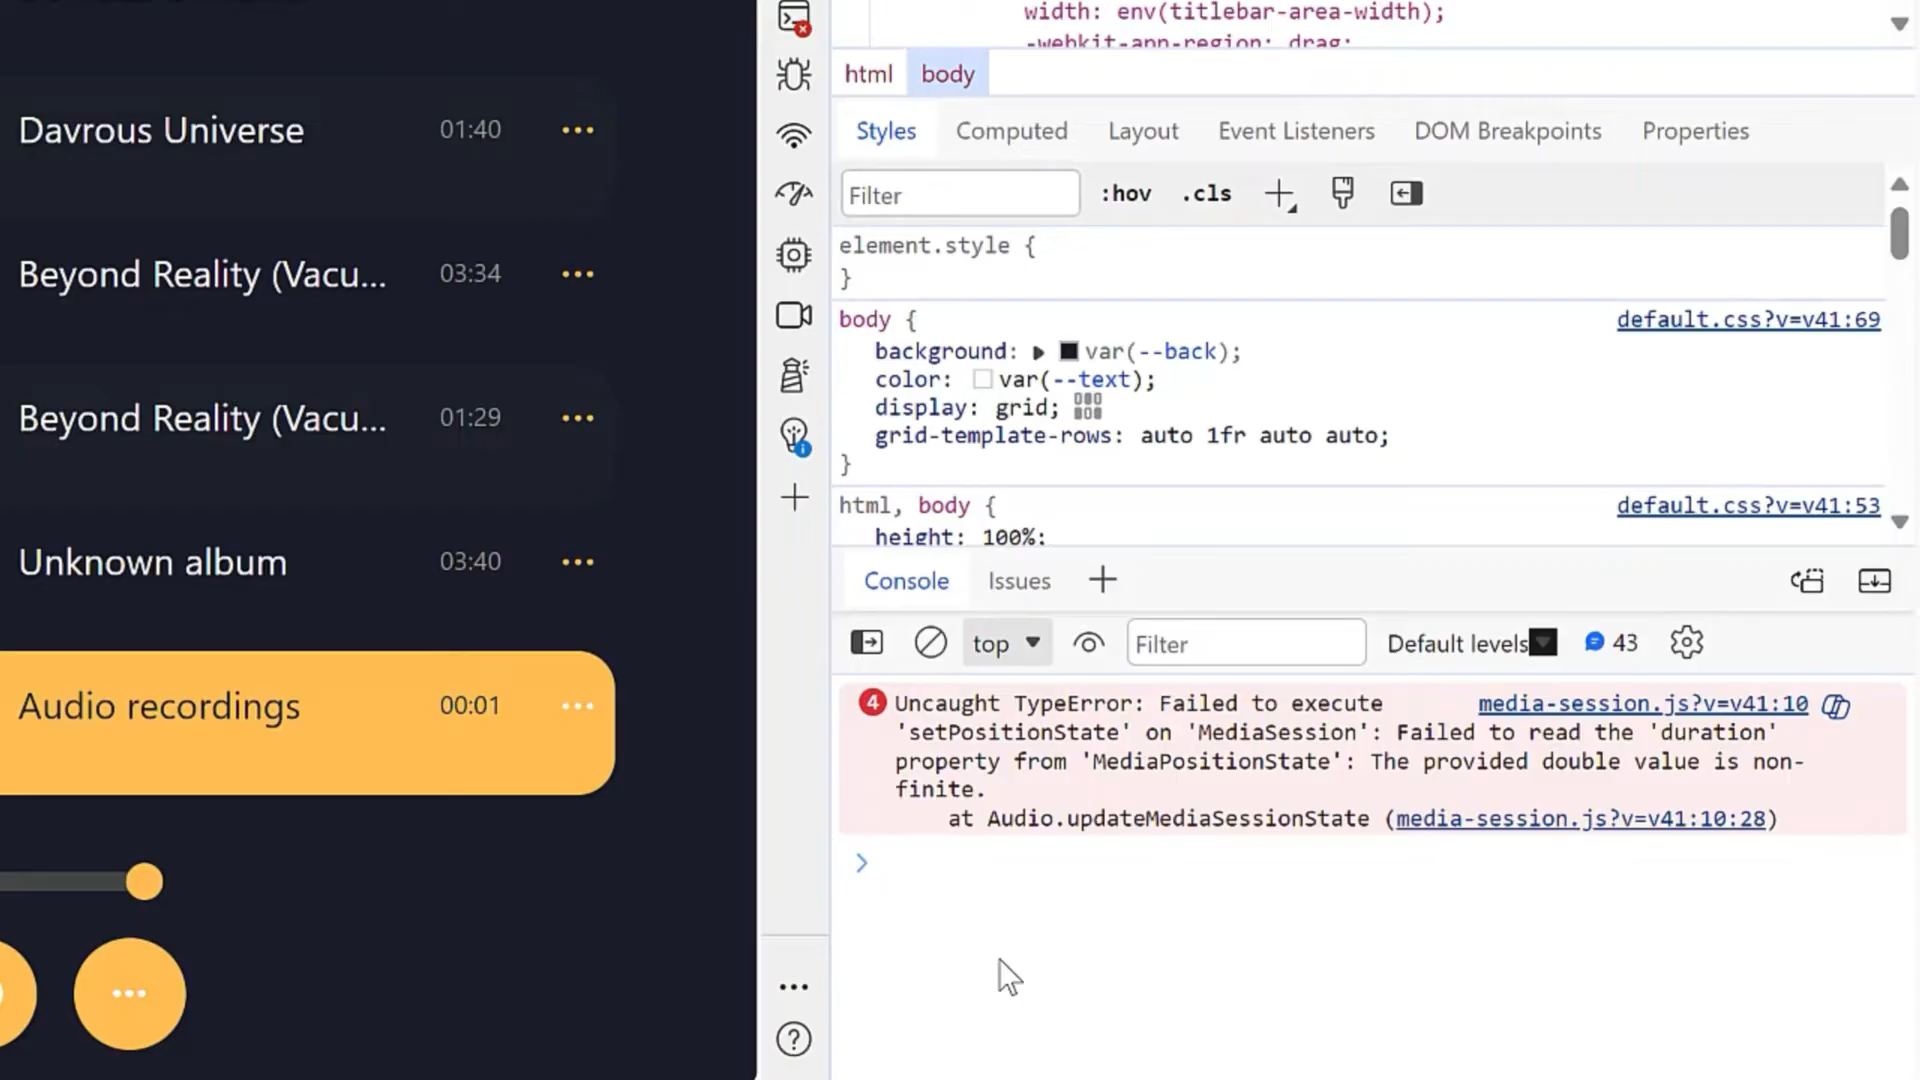 Davrous Universe 01:40 ...
Beyond Reality (Vacu... 03:34 ...
Beyond Reality (Vacu... 01:29 ...
Unknown album 03:40 ...
Audio recordings 00:01 ...
...
width: env(titlebar-area-width);
-webkit-app-region: drag;
html body
Styles Computed Layout Event Listeners DOM Breakpoints Properties
Filter :hov .cls
element.style {
}
body { default.css?v=v41:69
background: var(--back);
color: var(--text);
display: grid;
grid-template-rows: auto 1fr auto auto;
}
html, body { default.css?v=v41:53
height: 100%;
Console Issues
top Filter Default levels 43
4 Uncaught TypeError: Failed to execute media-session.js?v=v41:10
'setPositionState' on 'MediaSession': Failed to read the 'duration'
property from 'MediaPositionState': The provided double value is non-
finite.
at Audio.updateMediaSessionState (media-session.js?v=v41:10:28)